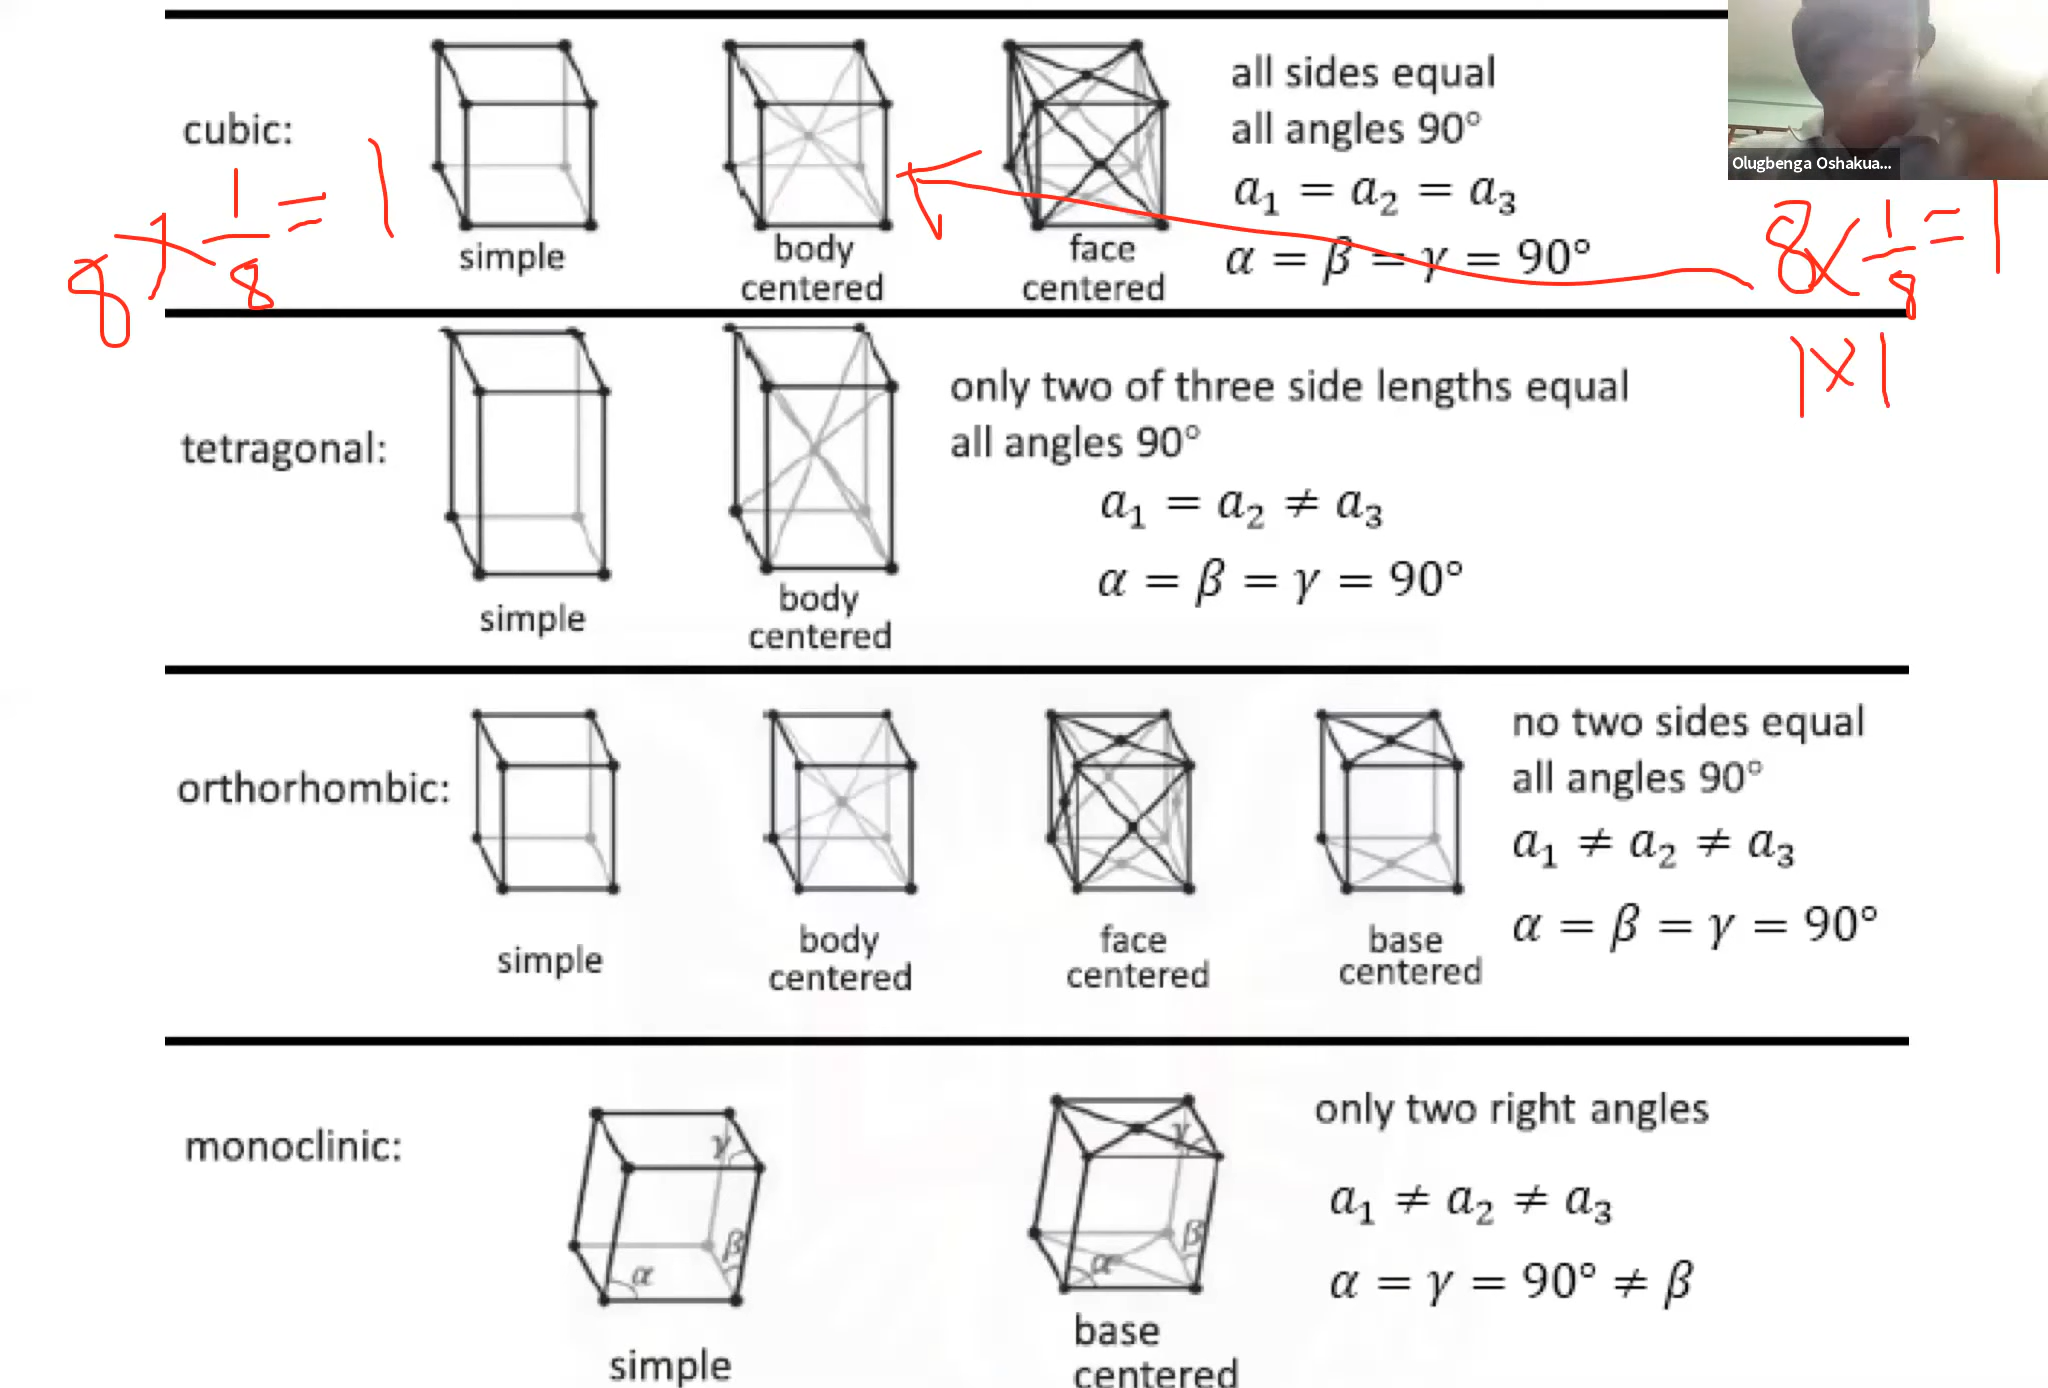 cubic:
8 × 1/8 = 1
simple
body
centered
face
centered
all sides equal
all angles 90°
a₁ = a₂ = a₃
α = β = γ = 90°
Olugbenga Oshakua...
8 × 1/8 = 1
1 × 1
tetragonal:
simple
body
centered
only two of three side lengths equal
all angles 90°
a₁ = a₂ ≠ a₃
α = β = γ = 90°
orthorhombic:
simple
body
centered
face
centered
base
centered
no two sides equal
all angles 90°
a₁ ≠ a₂ ≠ a₃
α = β = γ = 90°
monoclinic:
γ
β
α
simple
γ
β
α
base
centered
only two right angles
a₁ ≠ a₂ ≠ a₃
α = γ = 90° ≠ β